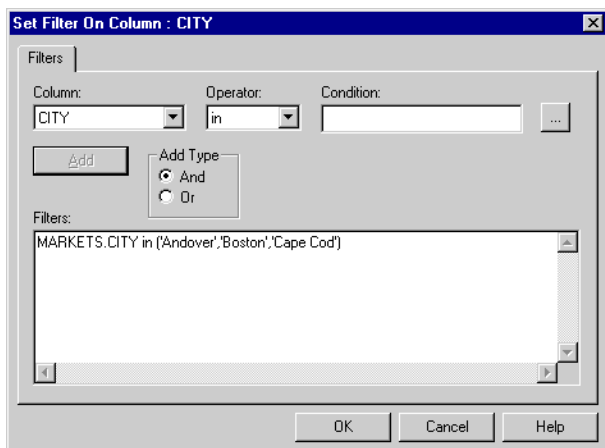 Set Filter On Column : CITY
Filters
Column: Operator: Condition:
CITY in ...
Add
Add Type
And
Or
Filters:
MARKETS.CITY in ('Andover','Boston','Cape Cod')
OK Cancel Help